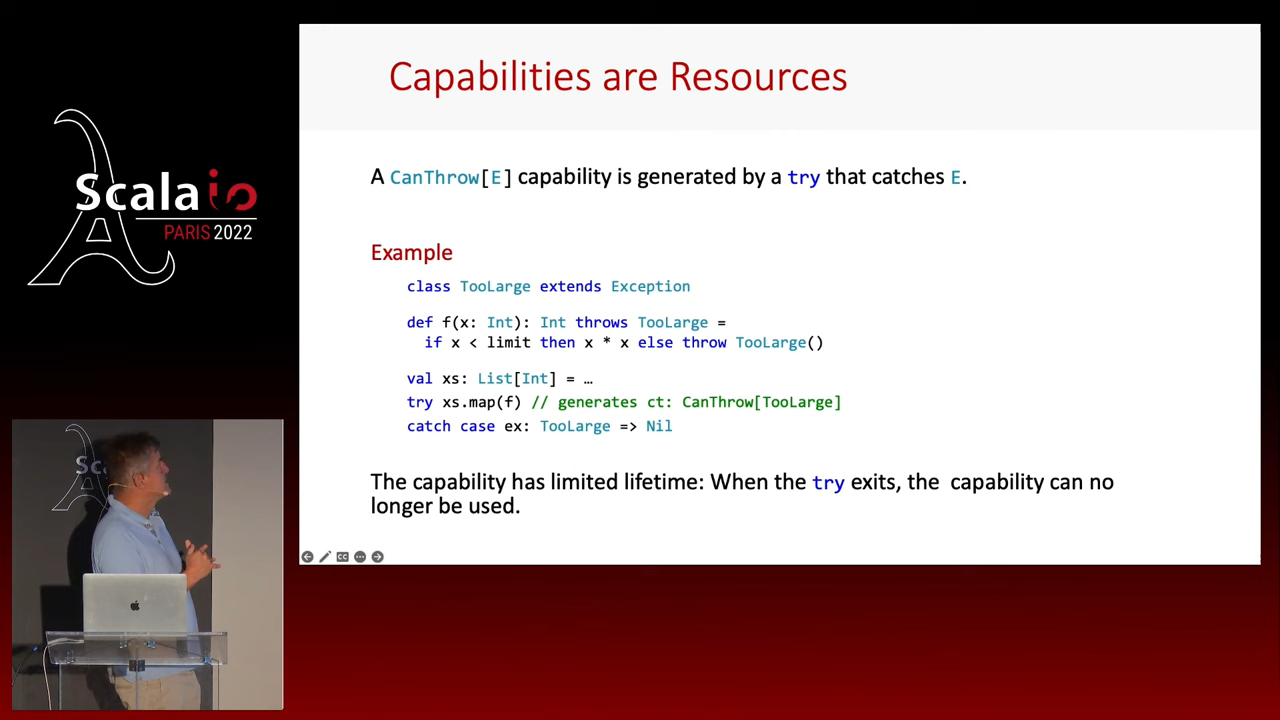 Scala io
PARIS 2022
Capabilities are Resources
A CanThrow[E] capability is generated by a try that catches E.
Example
class TooLarge extends Exception
def f(x: Int): Int throws TooLarge =
if x < limit then x * x else throw TooLarge()
val xs: List[Int] = …
try xs.map(f) // generates ct: CanThrow[TooLarge]
catch case ex: TooLarge => Nil
The capability has limited lifetime: When the try exits, the capability can no
longer be used.
CC
Sc